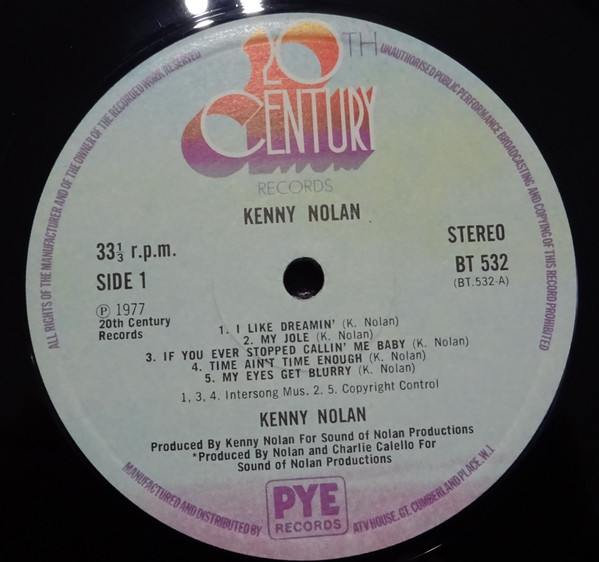 20TH
CENTURY
RECORDS
KENNY NOLAN
33⅓ r.p.m.
SIDE 1
STEREO
BT 532
(BT.532-A)
Ⓟ 1977
20th Century
Records
1. I LIKE DREAMIN' (K. Nolan)
2. MY JOLE (K. Nolan)
3. IF YOU EVER STOPPED CALLIN' ME BABY (K. Nolan)
4. TIME AIN'T TIME ENOUGH (K. Nolan)
5. MY EYES GET BLURRY (K. Nolan)
1, 3, 4. Intersong Mus. 2. 5. Copyright Control
KENNY NOLAN
Produced By Kenny Nolan For Sound of Nolan Productions
*Produced By Nolan and Charlie Calello For
Sound of Nolan Productions
ALL RIGHTS OF THE MANUFACTURER AND OF THE OWNER OF THE RECORDED WORK RESERVED
UNAUTHORISED PUBLIC PERFORMANCE BROADCASTING AND COPYING OF THIS RECORD PROHIBITED
MANUFACTURED AND DISTRIBUTED BY
PYE
RECORDS
ATV HOUSE, GT. CUMBERLAND PLACE, W.1